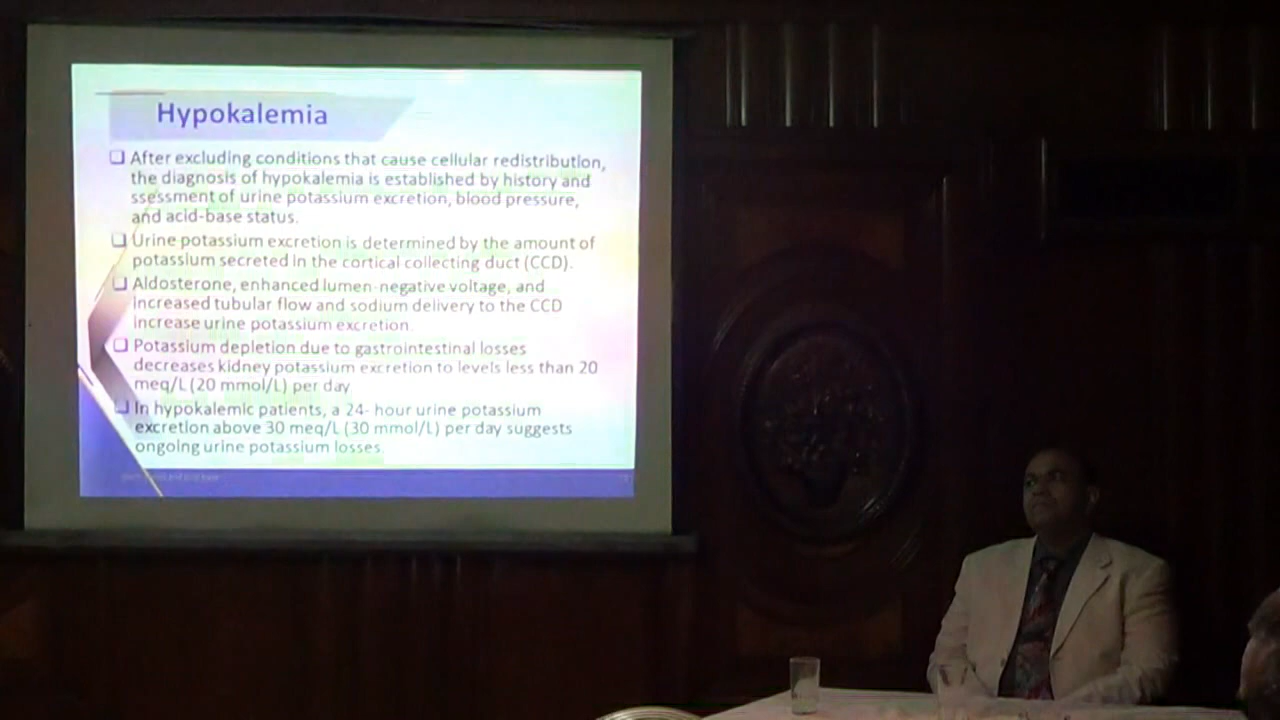 Hypokalemia
After excluding conditions that cause cellular redistribution,
the diagnosis of hypokalemia is established by history and
ssessment of urine potassium excretion, blood pressure,
and acid-base status.
Urine potassium excretion is determined by the amount of
potassium secreted in the cortical collecting duct (CCD).
Aldosterone, enhanced lumen-negative voltage, and
increased tubular flow and sodium delivery to the CCD
increase urine potassium excretion.
Potassium depletion due to gastrointestinal losses
decreases kidney potassium excretion to levels less than 20
meq/L (20 mmol/L) per day
In hypokalemic patients, a 24- hour urine potassium
excretion above 30 meq/L (30 mmol/L) per day suggests
ongoing urine potassium losses.